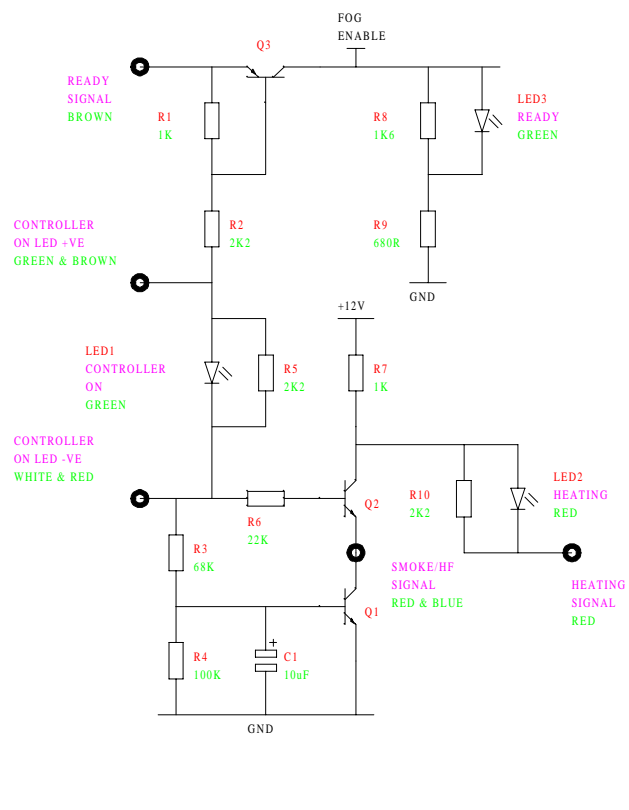 FOG
ENABLE
Q3
READY
SIGNAL
BROWN
R1
1K
R8
1K6
LED3
READY
GREEN
CONTROLLER
ON LED +VE
GREEN & BROWN
R2
2K2
R9
680R
GND
+12V
LED1
CONTROLLER
ON
GREEN
R5
2K2
R7
1K
CONTROLLER
ON LED -VE
WHITE & RED
R6
22K
Q2
R10
2K2
LED2
HEATING
RED
R3
68K
SMOKE/HF
SIGNAL
RED & BLUE
Q1
HEATING
SIGNAL
RED
R4
100K
+
C1
10uF
GND